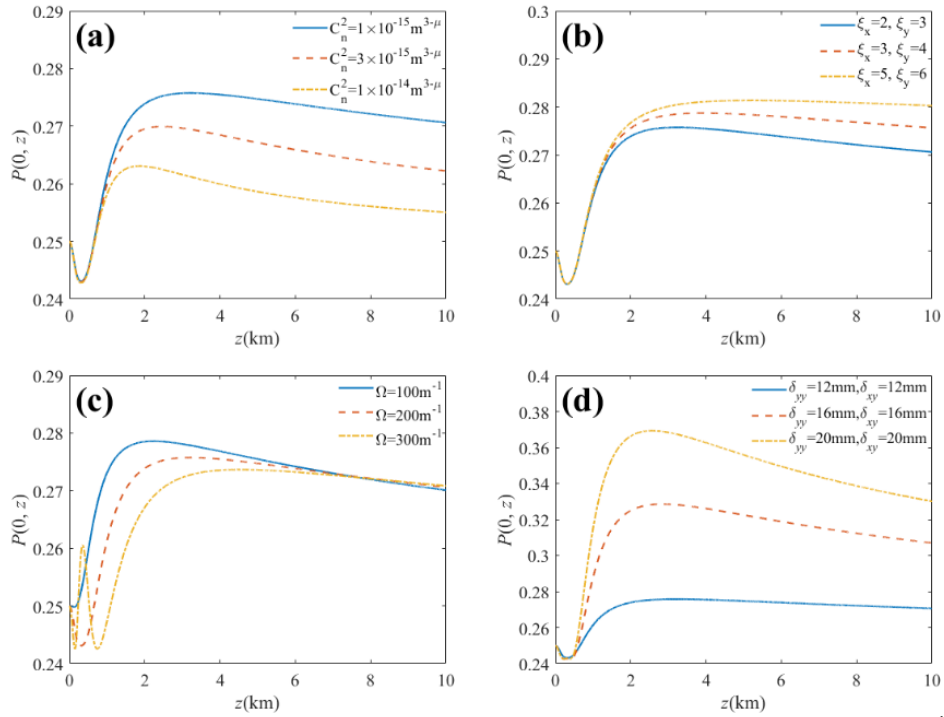 (a)
C_n^2=1×10^-15 m^3-μ
C_n^2=3×10^-15 m^3-μ
C_n^2=1×10^-14 m^3-μ
0.29
0.28
0.27
0.26
0.25
0.24
P(0, z)
0 2 4 6 8 10
z(km)
(b)
ξ_x=2, ξ_y=3
ξ_x=3, ξ_y=4
ξ_x=5, ξ_y=6
0.3
0.29
0.28
0.27
0.26
0.25
0.24
P(0, z)
0 2 4 6 8 10
z(km)
(c)
Ω=100m^-1
Ω=200m^-1
Ω=300m^-1
0.29
0.28
0.27
0.26
0.25
0.24
P(0, z)
0 2 4 6 8 10
z(km)
(d)
δ_yy=12mm,δ_xy=12mm
δ_yy=16mm,δ_xy=16mm
δ_yy=20mm,δ_xy=20mm
0.4
0.38
0.36
0.34
0.32
0.3
0.28
0.26
0.24
P(0, z)
0 2 4 6 8 10
z(km)